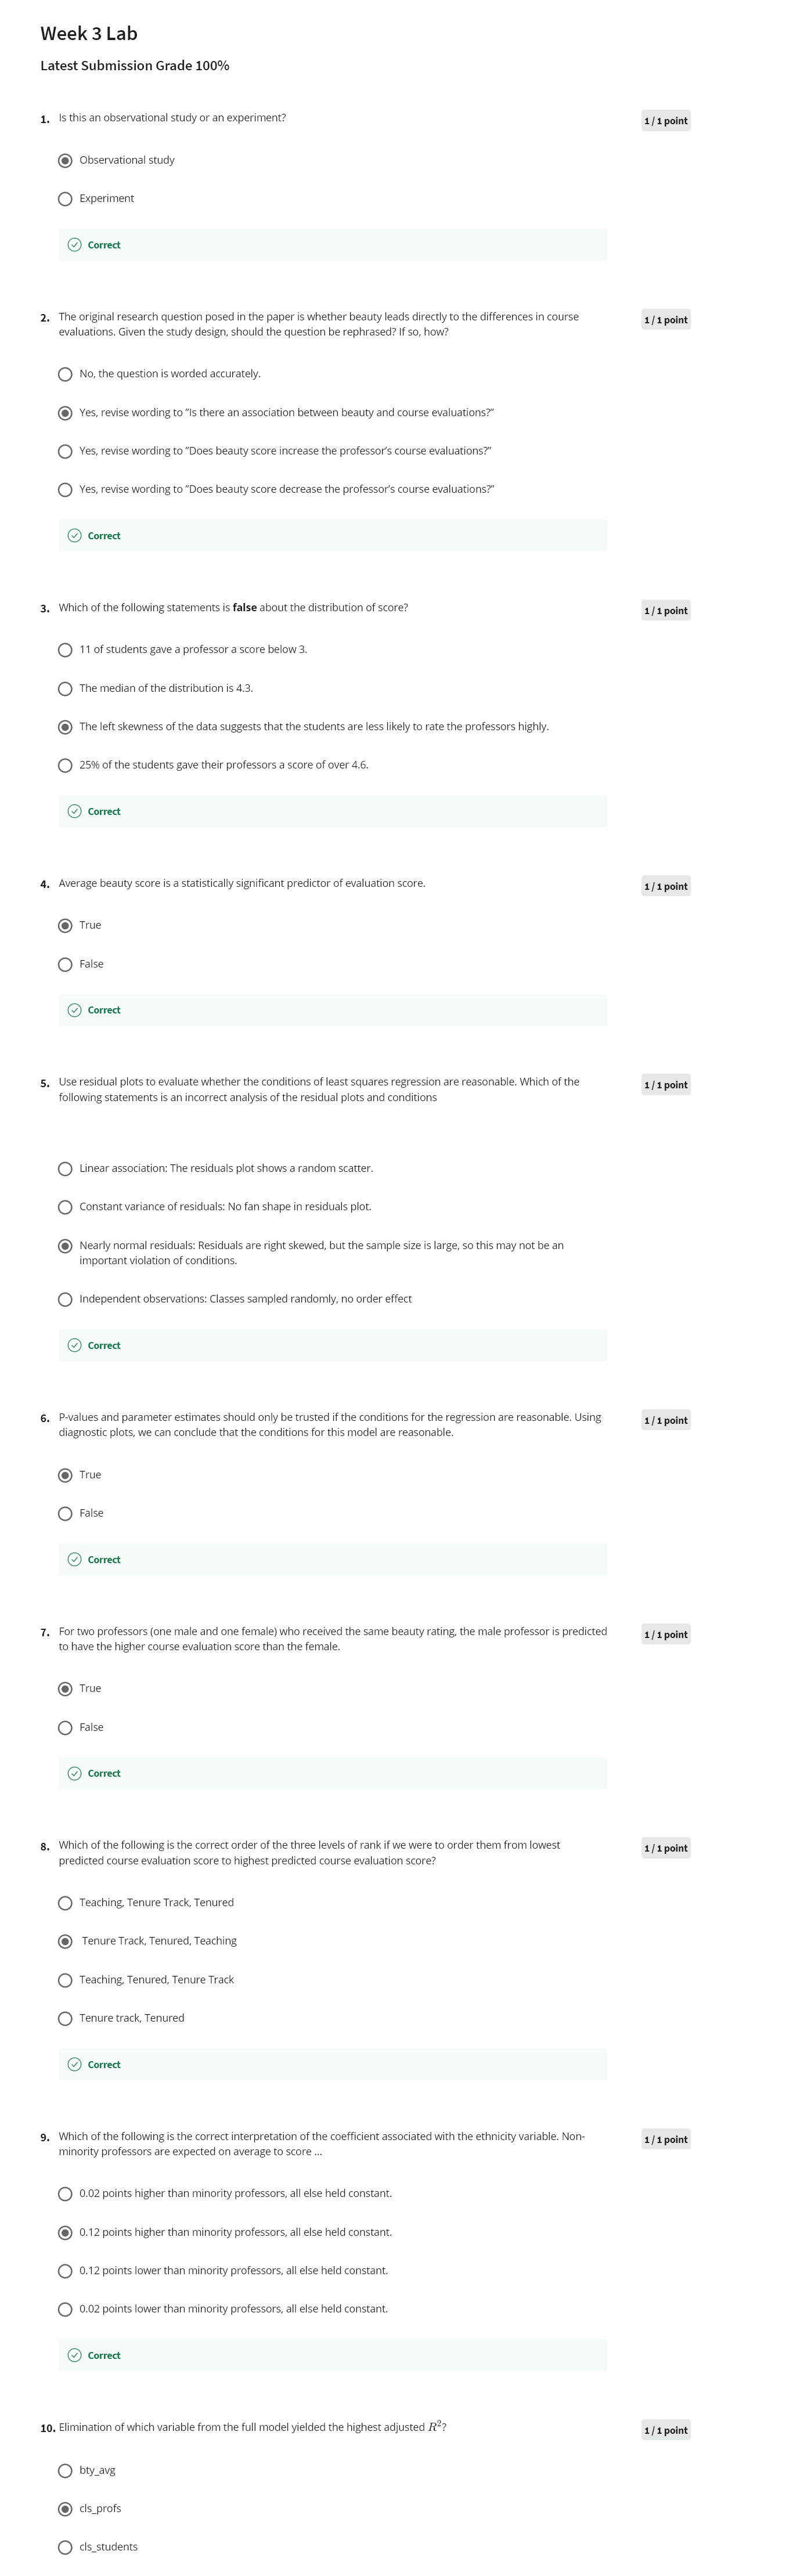 Week 3 Lab
Latest Submission Grade 100%
1. Is this an observational study or an experiment?
1 / 1 point
Observational study
Experiment
Correct
2. The original research question posed in the paper is whether beauty leads directly to the differences in course
evaluations. Given the study design, should the question be rephrased? If so, how?
1 / 1 point
No, the question is worded accurately.
Yes, revise wording to “Is there an association between beauty and course evaluations?”
Yes, revise wording to “Does beauty score increase the professor’s course evaluations?”
Yes, revise wording to “Does beauty score decrease the professor’s course evaluations?”
Correct
3. Which of the following statements is false about the distribution of score?
1 / 1 point
11 of students gave a professor a score below 3.
The median of the distribution is 4.3.
The left skewness of the data suggests that the students are less likely to rate the professors highly.
25% of the students gave their professors a score of over 4.6.
Correct
4. Average beauty score is a statistically significant predictor of evaluation score.
1 / 1 point
True
False
Correct
5. Use residual plots to evaluate whether the conditions of least squares regression are reasonable. Which of the
following statements is an incorrect analysis of the residual plots and conditions
1 / 1 point
Linear association: The residuals plot shows a random scatter.
Constant variance of residuals: No fan shape in residuals plot.
Nearly normal residuals: Residuals are right skewed, but the sample size is large, so this may not be an
important violation of conditions.
Independent observations: Classes sampled randomly, no order effect
Correct
6. P-values and parameter estimates should only be trusted if the conditions for the regression are reasonable. Using
diagnostic plots, we can conclude that the conditions for this model are reasonable.
1 / 1 point
True
False
Correct
7. For two professors (one male and one female) who received the same beauty rating, the male professor is predicted
to have the higher course evaluation score than the female.
1 / 1 point
True
False
Correct
8. Which of the following is the correct order of the three levels of rank if we were to order them from lowest
predicted course evaluation score to highest predicted course evaluation score?
1 / 1 point
Teaching, Tenure Track, Tenured
Tenure Track, Tenured, Teaching
Teaching, Tenured, Tenure Track
Tenure track, Tenured
Correct
9. Which of the following is the correct interpretation of the coefficient associated with the ethnicity variable. Non-
minority professors are expected on average to score ...
1 / 1 point
0.02 points higher than minority professors, all else held constant.
0.12 points higher than minority professors, all else held constant.
0.12 points lower than minority professors, all else held constant.
0.02 points lower than minority professors, all else held constant.
Correct
10. Elimination of which variable from the full model yielded the highest adjusted R²?
1 / 1 point
bty_avg
cls_profs
cls_students